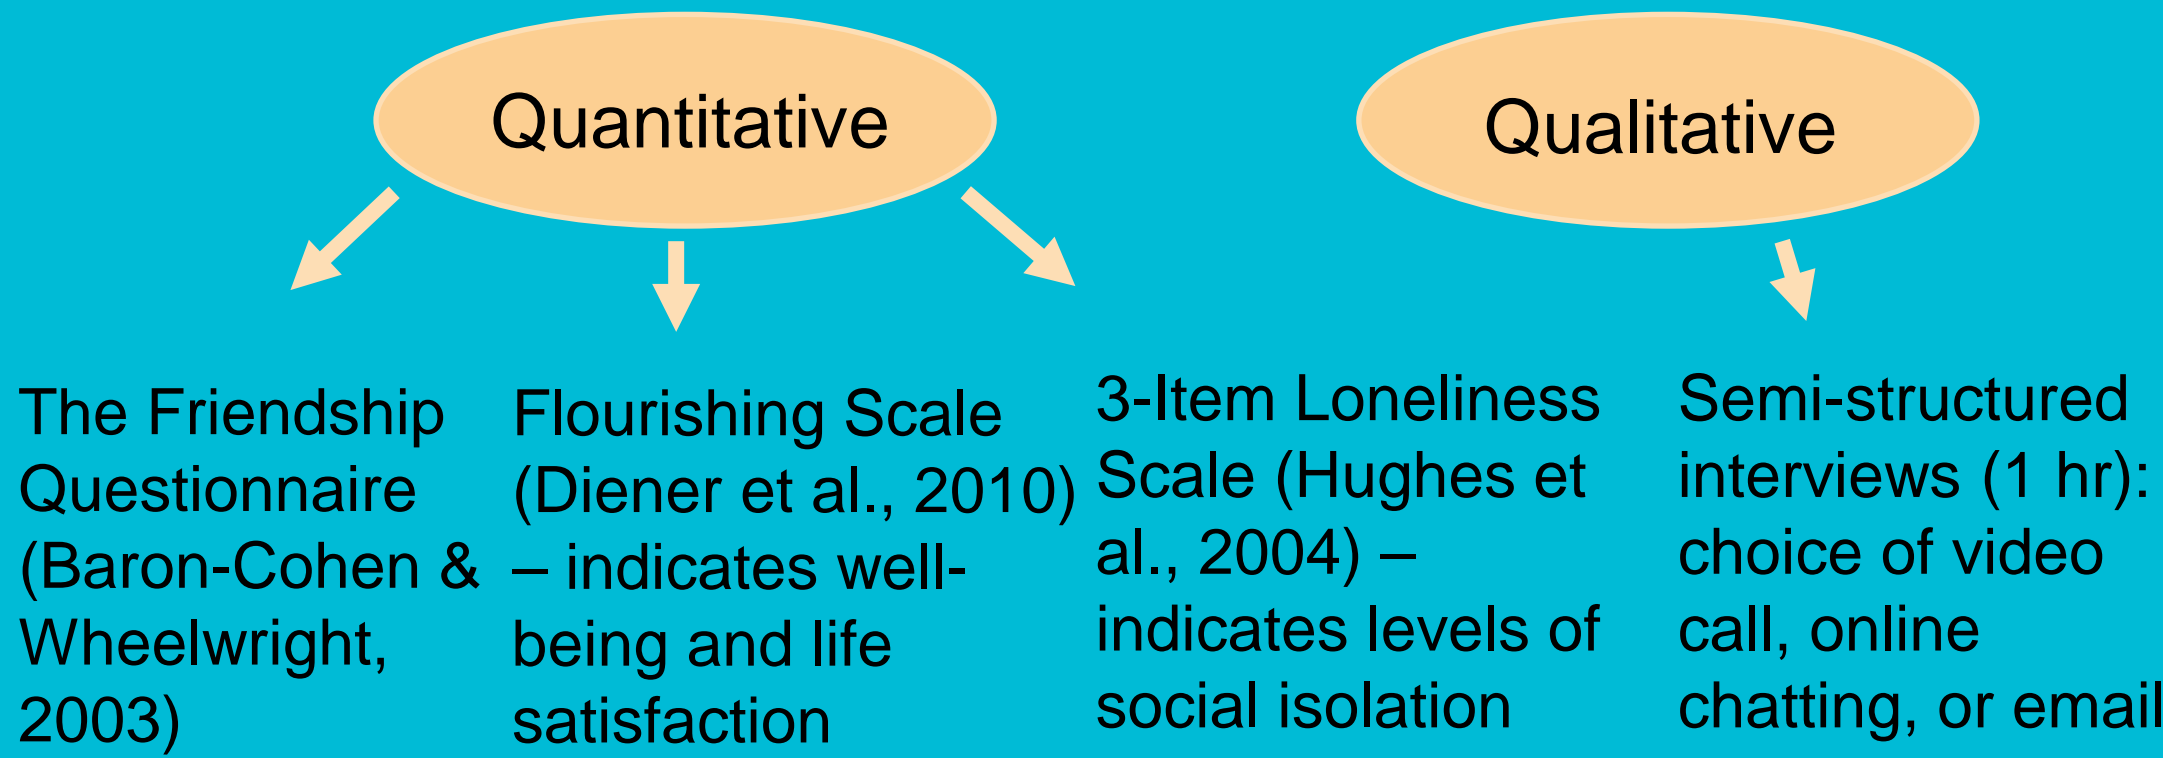 Quantitative
Qualitative
The Friendship
Questionnaire
(Baron-Cohen &
Wheelwright,
2003)
Flourishing Scale
(Diener et al., 2010)
– indicates well-
being and life
satisfaction
3-Item Loneliness
Scale (Hughes et
al., 2004) –
indicates levels of
social isolation
Semi-structured
interviews (1 hr):
choice of video
call, online
chatting, or email